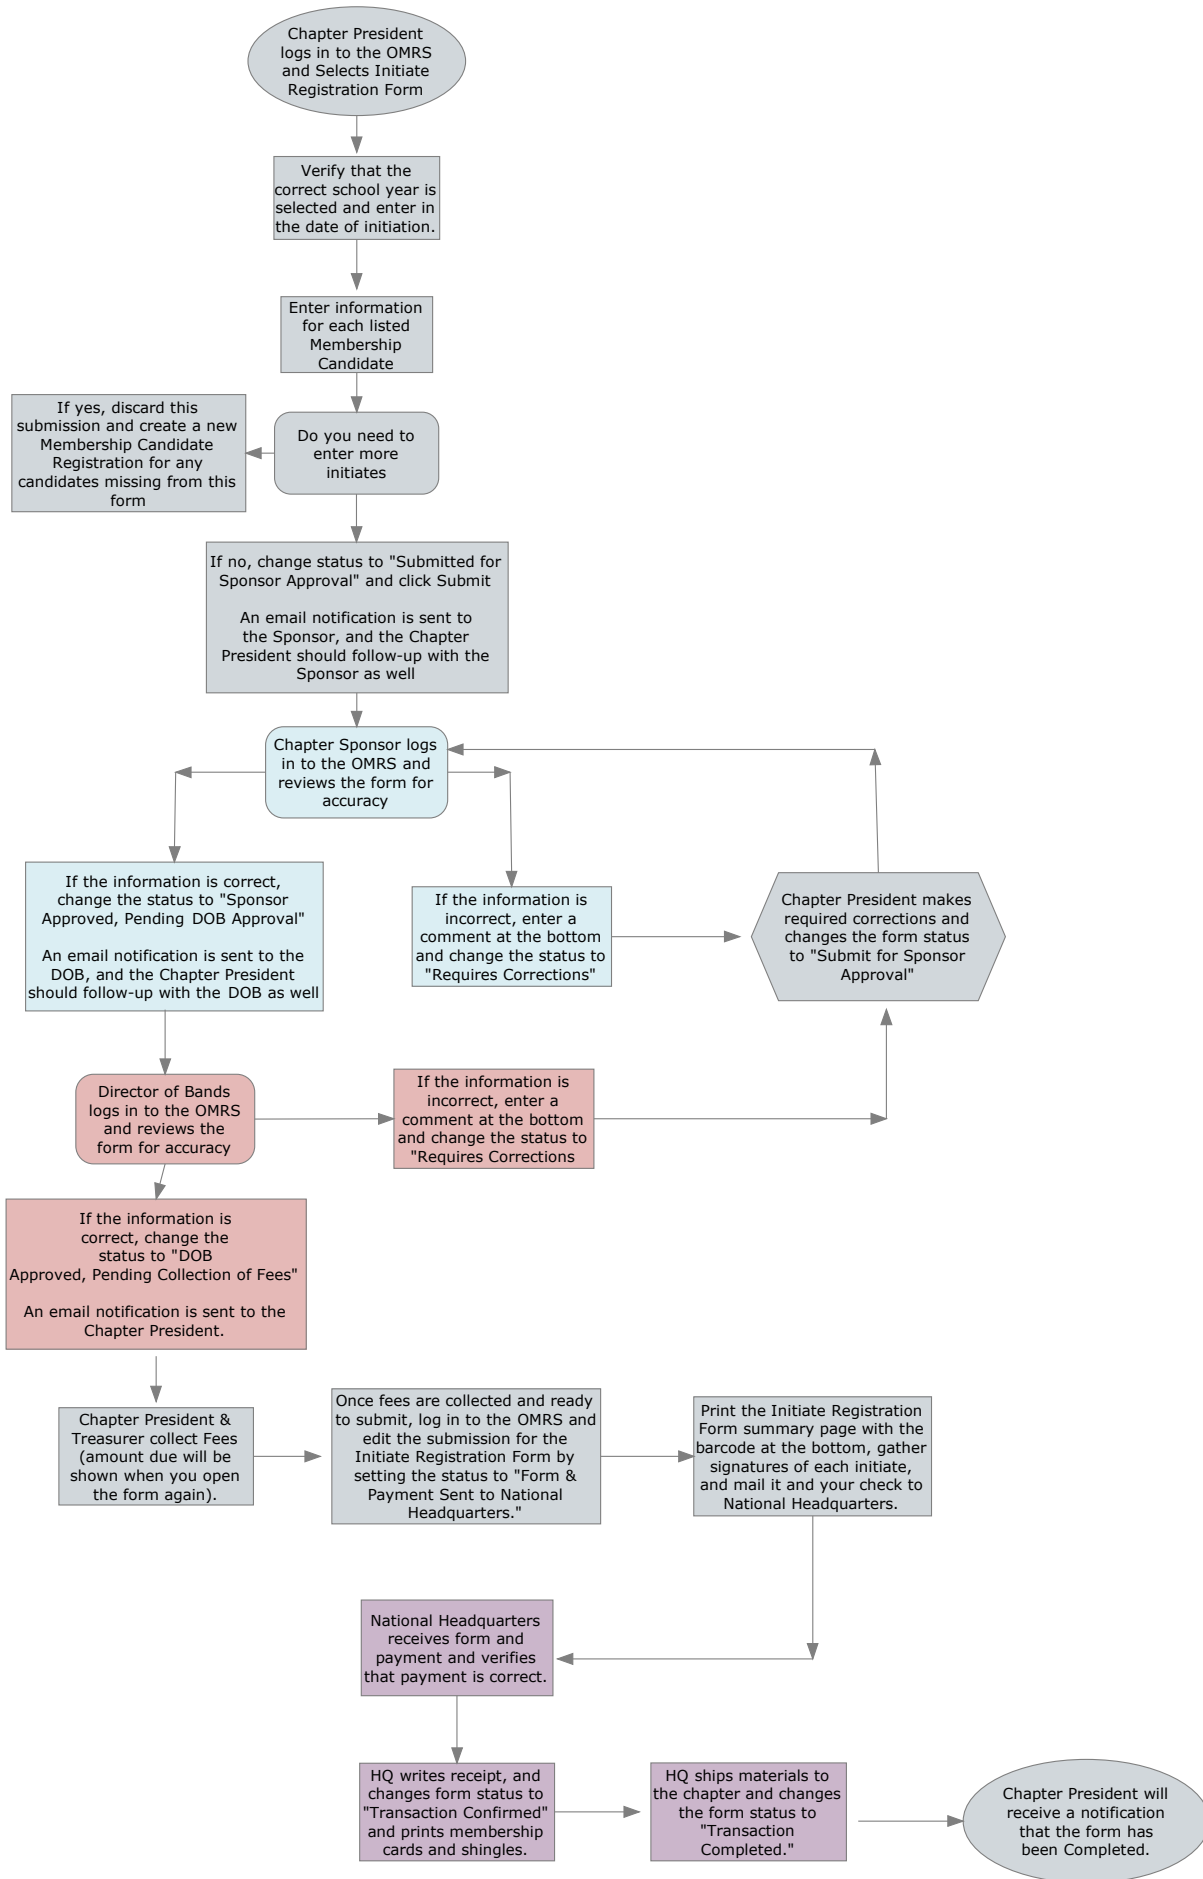 Chapter President
logs in to the OMRS
and Selects Initiate
Registration Form
Verify that the
correct school year is
selected and enter in
the date of initiation.
Enter information
for each listed
Membership
Candidate
If yes, discard this
submission and create a new
Membership Candidate
Registration for any
candidates missing from this
form
Do you need to
enter more
initiates
If no, change status to "Submitted for
Sponsor Approval" and click Submit
An email notification is sent to
the Sponsor, and the Chapter
President should follow-up with the
Sponsor as well
Chapter Sponsor logs
in to the OMRS and
reviews the form for
accuracy
If the information is correct,
change the status to "Sponsor
Approved, Pending DOB Approval"
An email notification is sent to the
DOB, and the Chapter President
should follow-up with the DOB as well
If the information is
incorrect, enter a
comment at the bottom
and change the status to
"Requires Corrections"
Chapter President makes
required corrections and
changes the form status
to "Submit for Sponsor
Approval"
Director of Bands
logs in to the OMRS
and reviews the
form for accuracy
If the information is
incorrect, enter a
comment at the bottom
and change the status to
"Requires Corrections
If the information is
correct, change the
status to "DOB
Approved, Pending Collection of Fees"
An email notification is sent to the
Chapter President.
Chapter President &
Treasurer collect Fees
(amount due will be
shown when you open
the form again).
Once fees are collected and ready
to submit, log in to the OMRS and
edit the submission for the
Initiate Registration Form by
setting the status to "Form &
Payment Sent to National
Headquarters."
Print the Initiate Registration
Form summary page with the
barcode at the bottom, gather
signatures of each initiate,
and mail it and your check to
National Headquarters.
National Headquarters
receives form and
payment and verifies
that payment is correct.
HQ writes receipt, and
changes form status to
"Transaction Confirmed"
and prints membership
cards and shingles.
HQ ships materials to
the chapter and changes
the form status to
"Transaction
Completed."
Chapter President will
receive a notification
that the form has
been Completed.